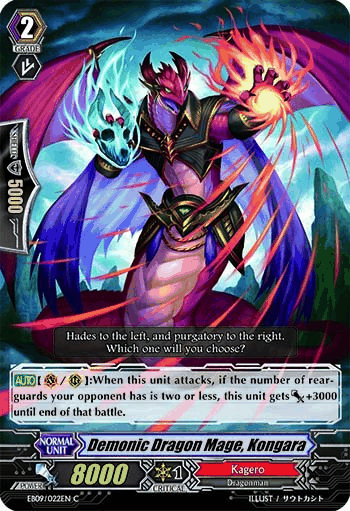 2
GRADE
5000
SHIELD
Hades to the left, and purgatory to the right.
Which one will you choose?
AUTO [ / ]:When this unit attacks, if the number of rear-
guards your opponent has is two or less, this unit gets +3000
until end of that battle.
NORMAL
UNIT
Demonic Dragon Mage, Kongara
POWER
8000
1
CRITICAL
Kagero
Dragonman
EB09/022EN C
ILLUST / サウトカシト